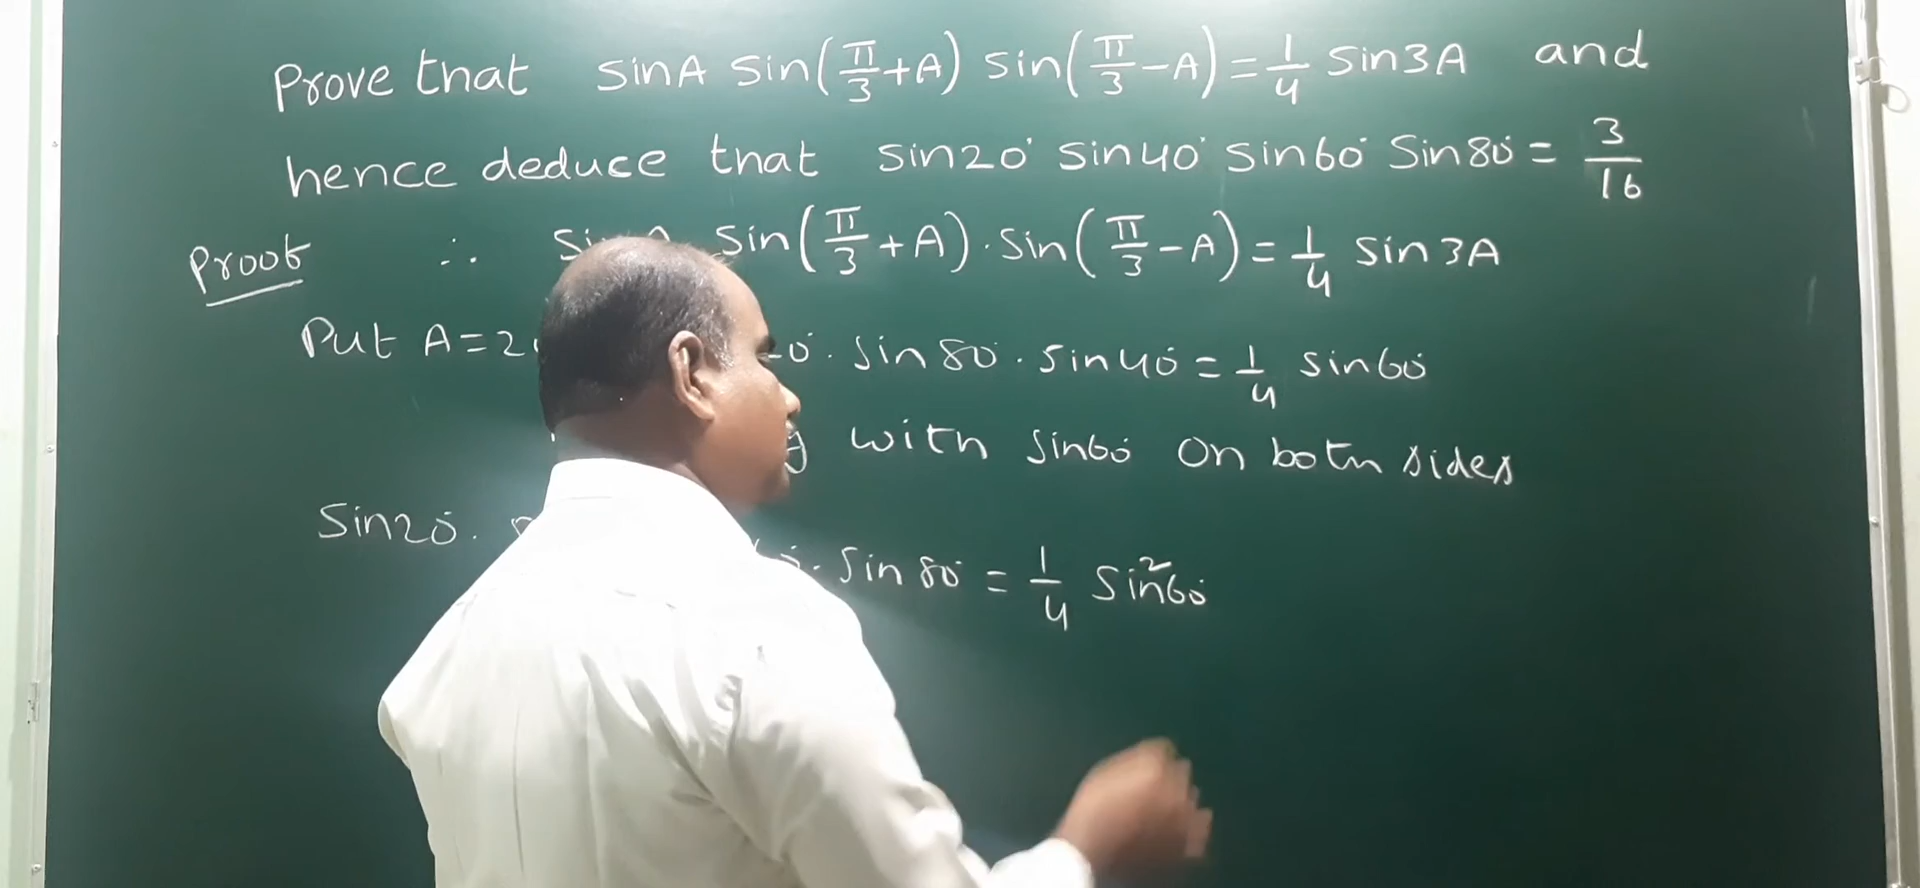 Prove that sinA sin(π/3+A) sin(π/3-A)=1/4 sin3A and
hence deduce that sin20° sin40° sin60° sin80° = 3/16
Proof ∴ sin(π/3+A)·sin(π/3-A)=1/4 sin3A
Put A=2 0°·sin80°·sin40°=1/4 sin60°
with sin60° on both sides
Sin20°. . sin80°=1/4 sin²60°